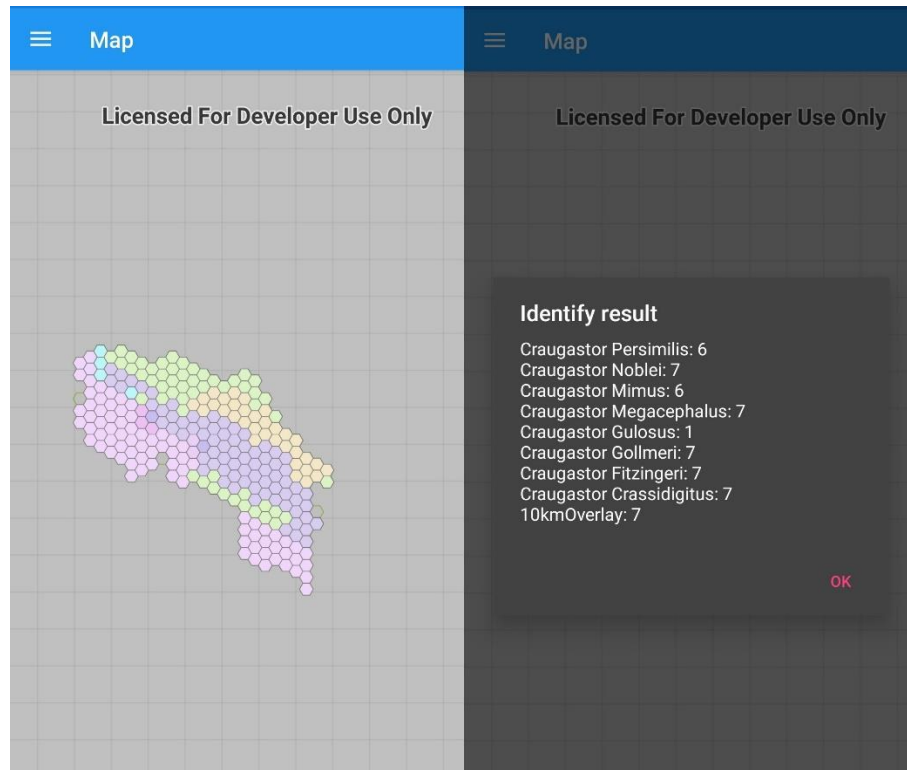 Map
Licensed For Developer Use Only
Map
Licensed For Developer Use Only
Identify result
Craugastor Persimilis: 6
Craugastor Noblei: 7
Craugastor Mimus: 6
Craugastor Megacephalus: 7
Craugastor Gulosus: 1
Craugastor Gollmeri: 7
Craugastor Fitzingeri: 7
Craugastor Crassidigitus: 7
10kmOverlay: 7
OK